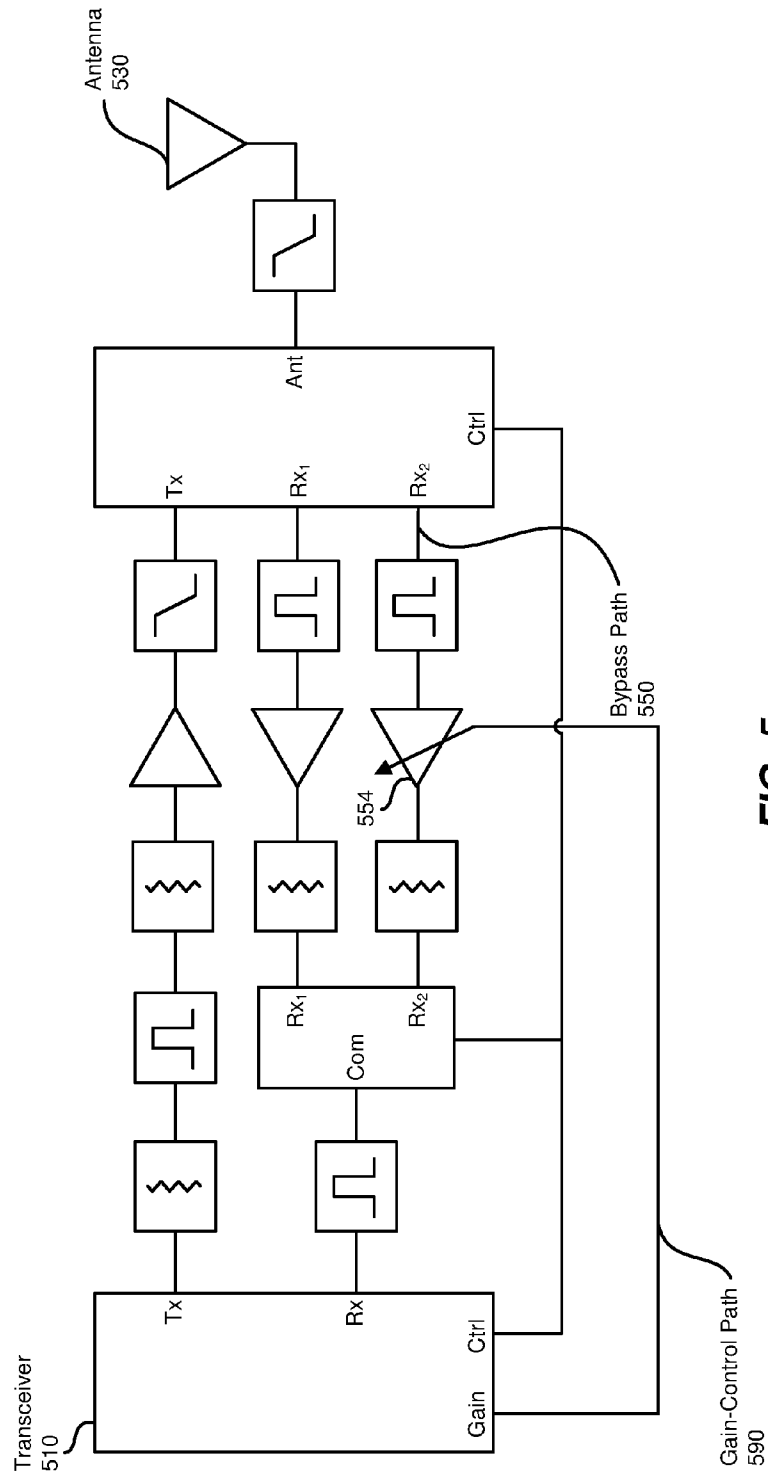 Transceiver
510
Antenna
530
Tx
Tx
Rx
Com
Rx₁
Rx₂
Rx₁
Rx₂
Ant
554
Gain
Ctrl
Ctrl
Bypass Path
550
Gain-Control Path
590
FIG. 5